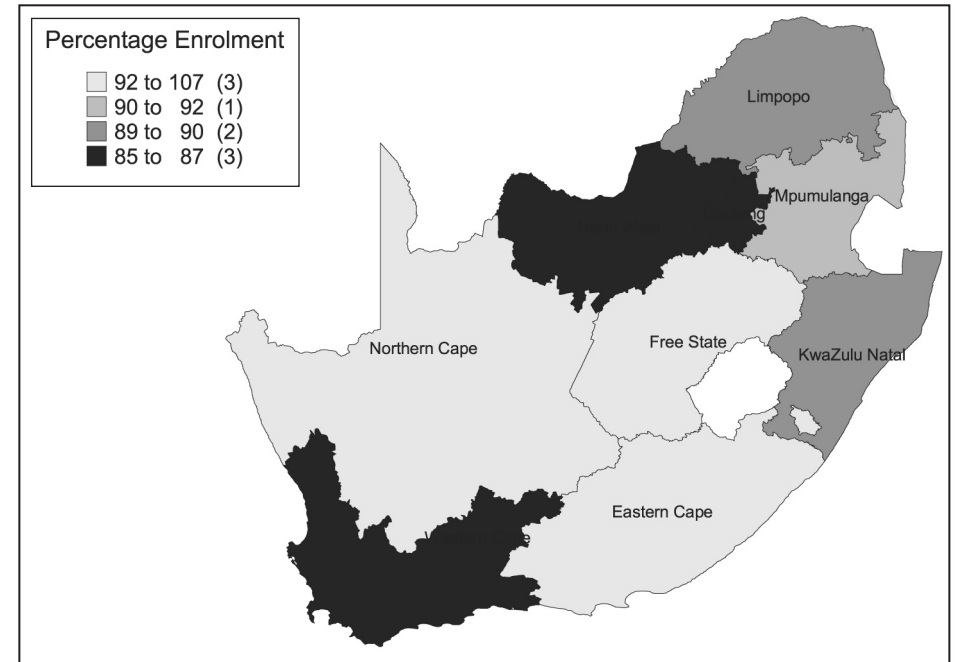 Percentage Enrolment
92 to 107 (3)
90 to 92 (1)
89 to 90 (2)
85 to 87 (3)
Limpopo
Mpumulanga
Northern Cape
Free State
KwaZulu Natal
Eastern Cape